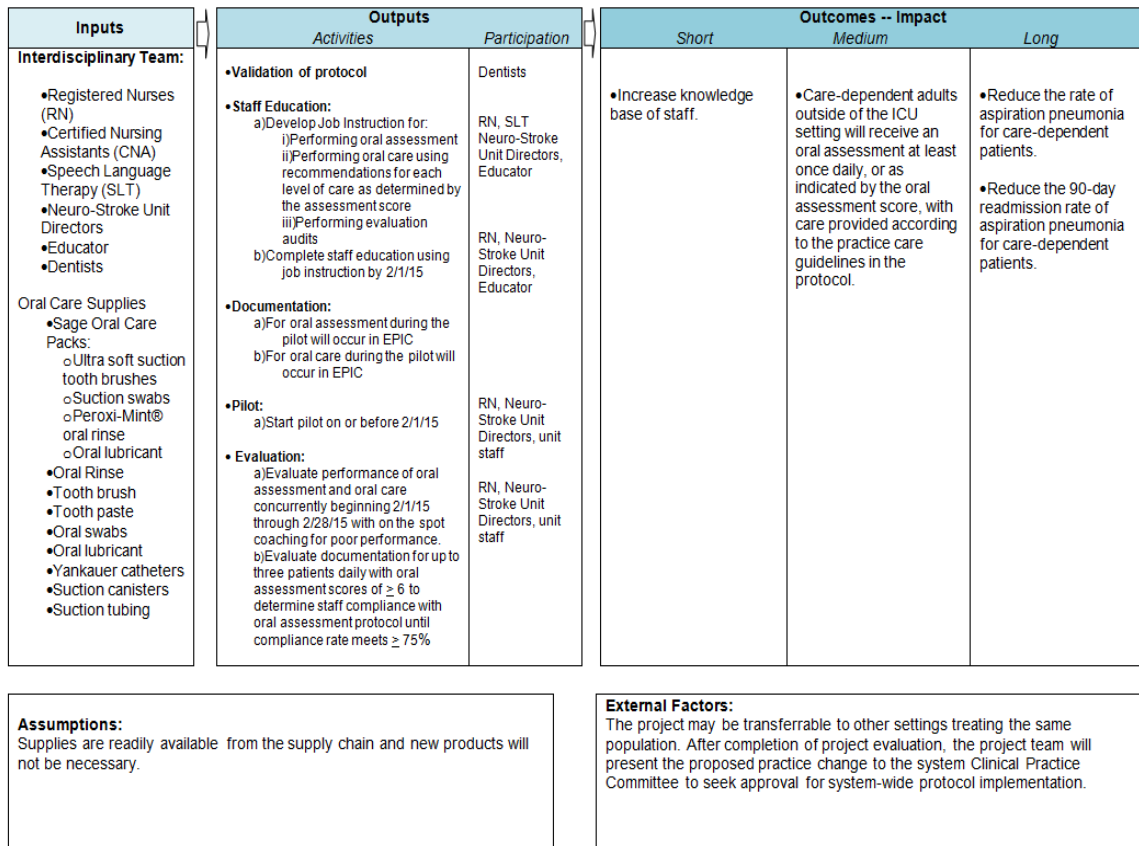 Inputs
Interdisciplinary Team:
•Registered Nurses
(RN)
•Certified Nursing
Assistants (CNA)
•Speech Language
Therapy (SLT)
•Neuro-Stroke Unit
Directors
•Educator
•Dentists
Oral Care Supplies
•Sage Oral Care
Packs:
oUltra soft suction
tooth brushes
oSuction swabs
oPeroxi-Mint®
oral rinse
oOral lubricant
•Oral Rinse
•Tooth brush
•Tooth paste
•Oral swabs
•Oral lubricant
•Yankauer catheters
•Suction canisters
•Suction tubing
Outputs
Activities
•Validation of protocol
•Staff Education:
a)Develop Job Instruction for:
i)Performing oral assessment
ii)Performing oral care using
recommendations for each
level of care as determined by
the assessment score
iii)Performing evaluation
audits
b)Complete staff education using
job instruction by 2/1/15
•Documentation:
a)For oral assessment during the
pilot will occur in EPIC
b)For oral care during the pilot will
occur in EPIC
•Pilot:
a)Start pilot on or before 2/1/15
• Evaluation:
a)Evaluate performance of oral
assessment and oral care
concurrently beginning 2/1/15
through 2/28/15 with on the spot
coaching for poor performance.
b)Evaluate documentation for up to
three patients daily with oral
assessment scores of ≥ 6 to
determine staff compliance with
oral assessment protocol until
compliance rate meets ≥ 75%
Participation
Dentists
RN, SLT
Neuro-Stroke
Unit Directors,
Educator
RN, Neuro-
Stroke Unit
Directors,
Educator
RN, Neuro-
Stroke Unit
Directors, unit
staff
RN, Neuro-
Stroke Unit
Directors, unit
staff
Outcomes -- Impact
Short
•Increase knowledge
base of staff.
Medium
•Care-dependent adults
outside of the ICU
setting will receive an
oral assessment at least
once daily, or as
indicated by the oral
assessment score, with
care provided according
to the practice care
guidelines in the
protocol.
Long
•Reduce the rate of
aspiration pneumonia
for care-dependent
patients.
•Reduce the 90-day
readmission rate of
aspiration pneumonia
for care-dependent
patients.
Assumptions:
Supplies are readily available from the supply chain and new products will
not be necessary.
External Factors:
The project may be transferrable to other settings treating the same
population. After completion of project evaluation, the project team will
present the proposed practice change to the system Clinical Practice
Committee to seek approval for system-wide protocol implementation.